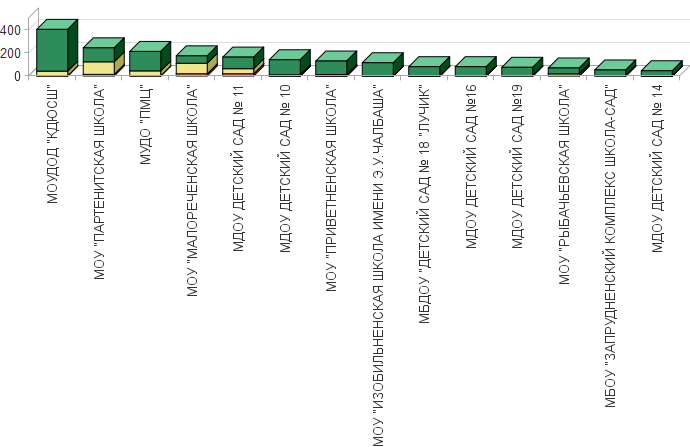 400
200
0
МОУДОД "КДЮСШ"
МОУ "ПАРТЕНИТСКАЯ ШКОЛА"
МУДО "ПМЦ"
МОУ "МАЛОРЕЧЕНСКАЯ ШКОЛА"
МДОУ ДЕТСКИЙ САД № 11
МДОУ ДЕТСКИЙ САД № 10
МОУ "ПРИВЕТНЕНСКАЯ ШКОЛА"
МОУ "ИЗОБИЛЬНЕНСКАЯ ШКОЛА ИМЕНИ Э.У.ЧАЛБАША"
МБДОУ "ДЕТСКИЙ САД № 18 "ЛУЧИК"
МДОУ ДЕТСКИЙ САД №16
МДОУ ДЕТСКИЙ САД №19
МОУ "РЫБАЧЬЕВСКАЯ ШКОЛА"
МБОУ "ЗАПРУДНЕНСКИЙ КОМПЛЕКС ШКОЛА-САД"
МДОУ ДЕТСКИЙ САД № 14